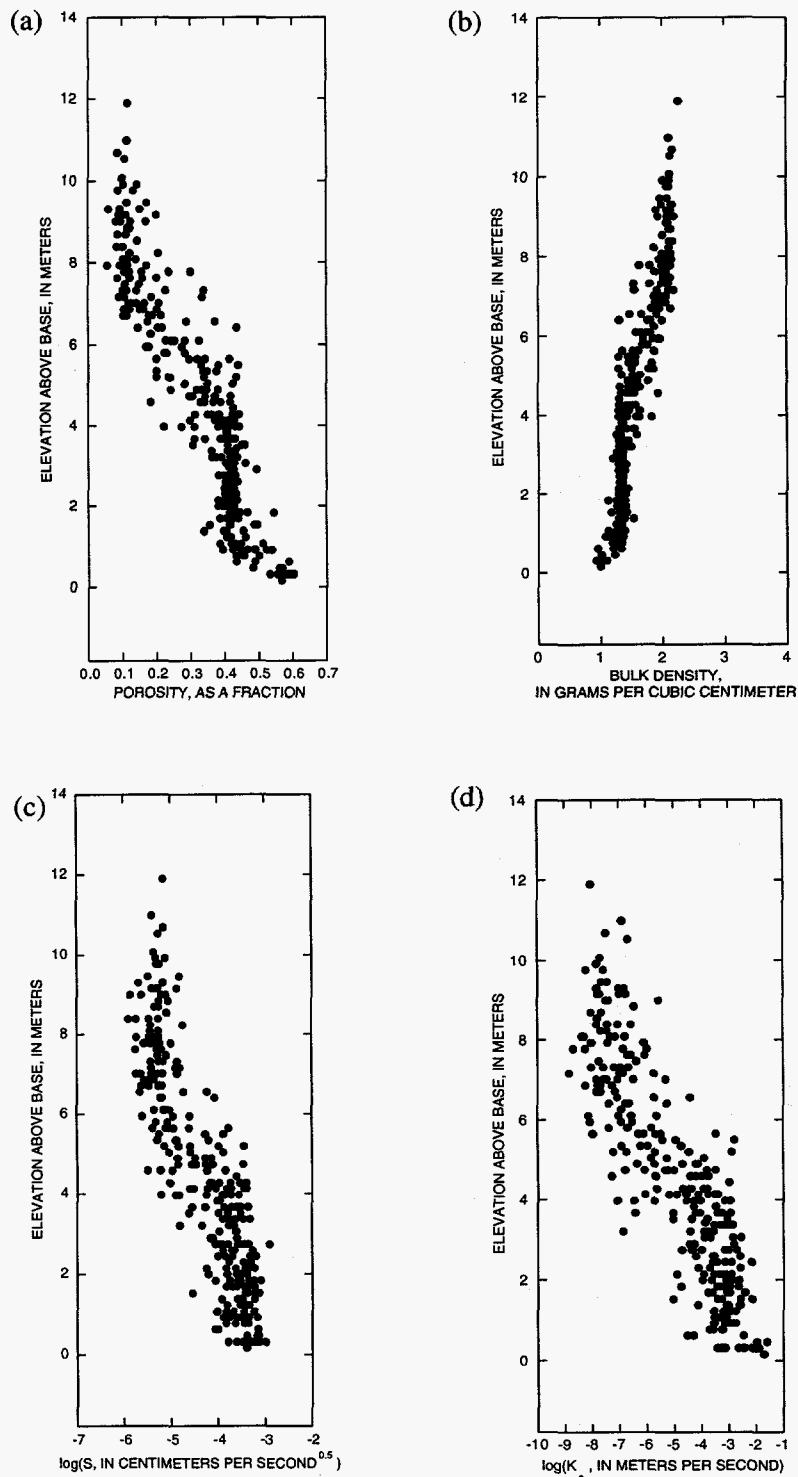 (a)
14
12
10
8
6
4
2
0
ELEVATION ABOVE BASE, IN METERS
0.0 0.1 0.2 0.3 0.4 0.5 0.6 0.7
POROSITY, AS A FRACTION
(b)
14
12
10
8
6
4
2
0
ELEVATION ABOVE BASE, IN METERS
0 1 2 3 4
BULK DENSITY,
IN GRAMS PER CUBIC CENTIMETER
(c)
14
12
10
8
6
4
2
0
ELEVATION ABOVE BASE, IN METERS
-7 -6 -5 -4 -3 -2
log(S, IN CENTIMETERS PER SECOND^0.5)
(d)
14
12
10
8
6
4
2
0
ELEVATION ABOVE BASE, IN METERS
-10 -9 -8 -7 -6 -5 -4 -3 -2 -1
log(K , IN METERS PER SECOND)